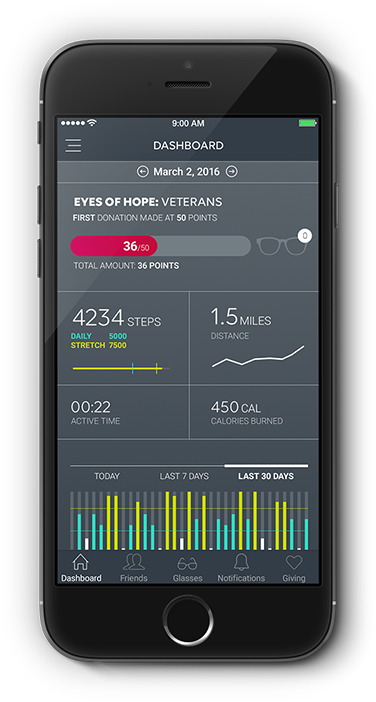 9:00 AM
DASHBOARD
March 2, 2016
EYES OF HOPE: VETERANS
FIRST DONATION MADE AT 50 POINTS
36/50
0
TOTAL AMOUNT: 36 POINTS
4234 STEPS
DAILY 5000
STRETCH 7500
1.5 MILES
DISTANCE
00:22
ACTIVE TIME
450 CAL
CALORIES BURNED
TODAY LAST 7 DAYS LAST 30 DAYS
Dashboard Friends Glasses Notifications Giving